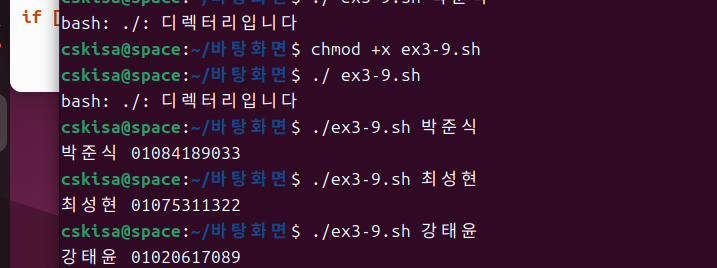 if [
bash: ./: 디렉터리입니다
cskisa@space:~/바탕화면$ chmod +x ex3-9.sh
cskisa@space:~/바탕화면$ ./ ex3-9.sh
bash: ./: 디렉터리입니다
cskisa@space:~/바탕화면$ ./ex3-9.sh 박준식
박준식 01084189033
cskisa@space:~/바탕화면$ ./ex3-9.sh 최성현
최성현 01075311322
cskisa@space:~/바탕화면$ ./ex3-9.sh 강태윤
강태윤 01020617089